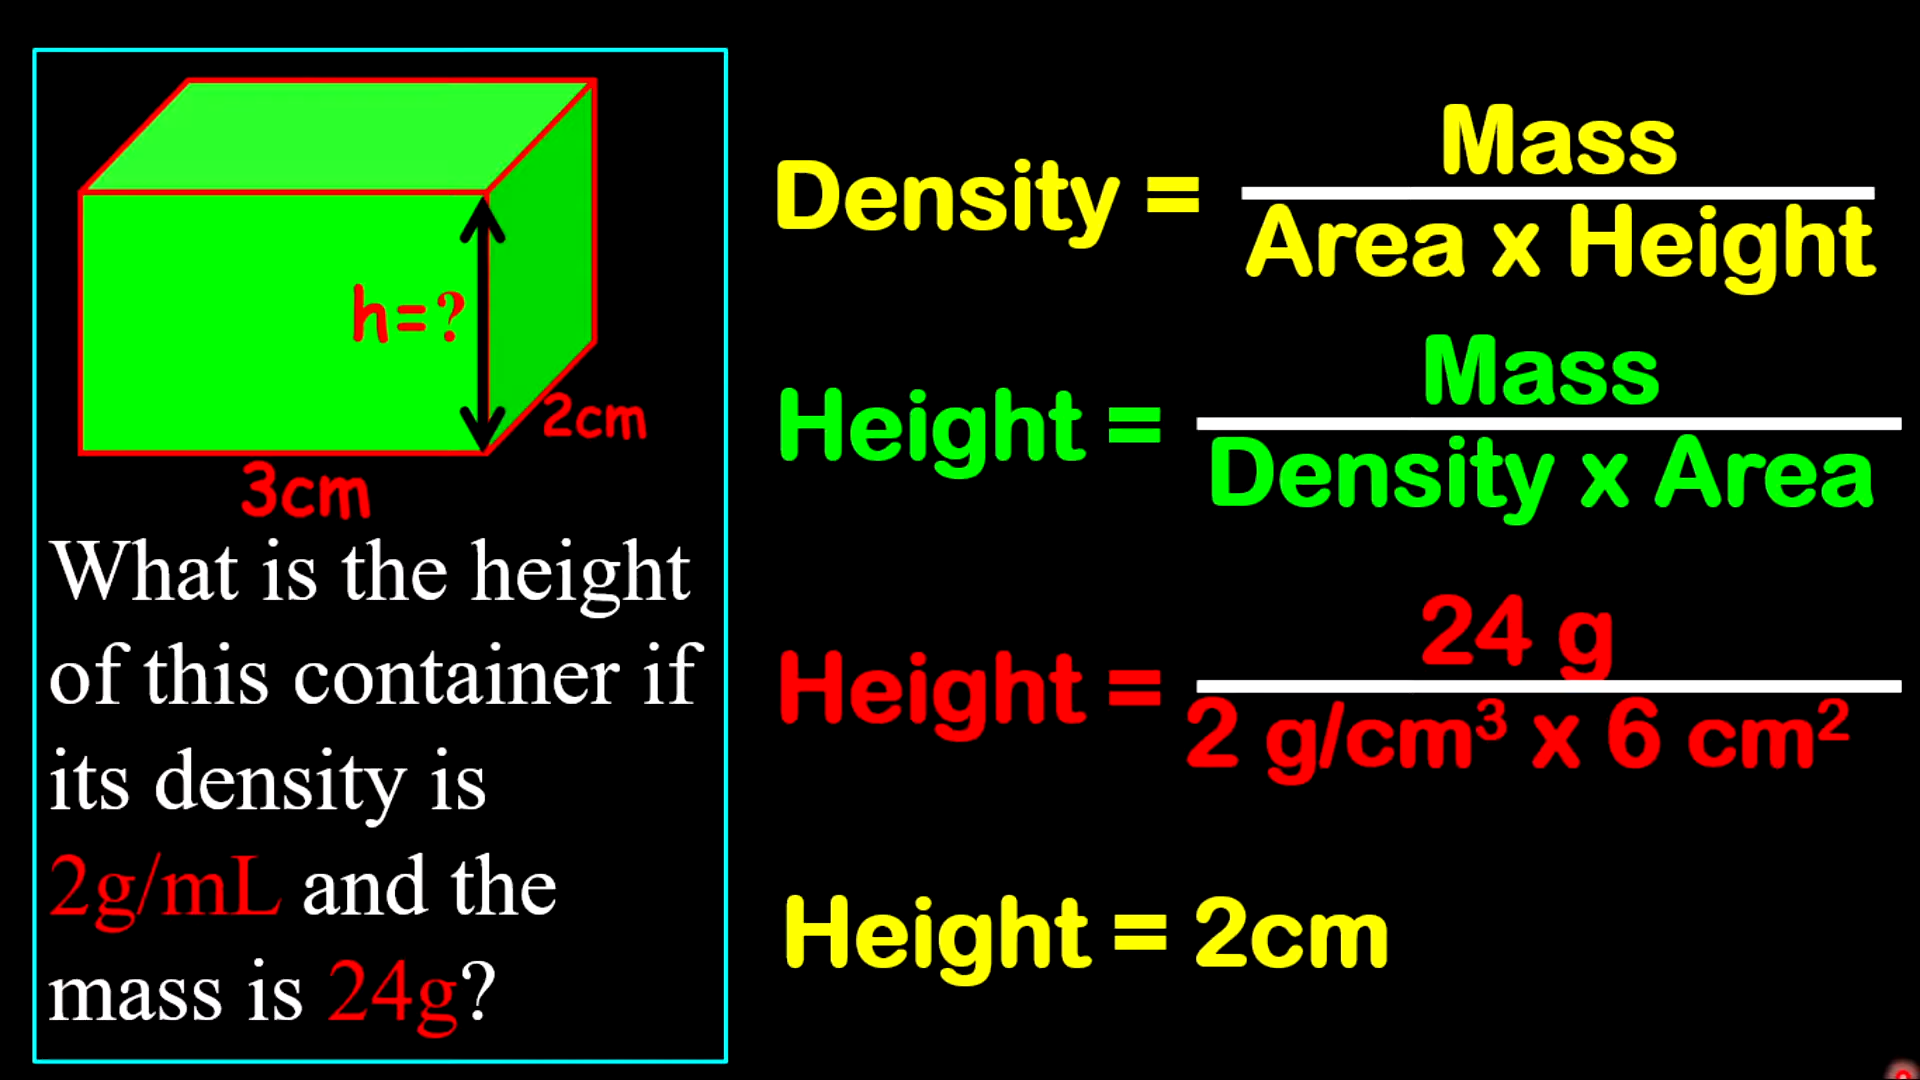 h=?
2cm
3cm
What is the height
of this container if
its density is
2g/mL and the
mass is 24g?
Density = Mass
Area x Height
Height = Mass
Density x Area
Height = 24 g
2 g/cm³ x 6 cm²
Height = 2cm